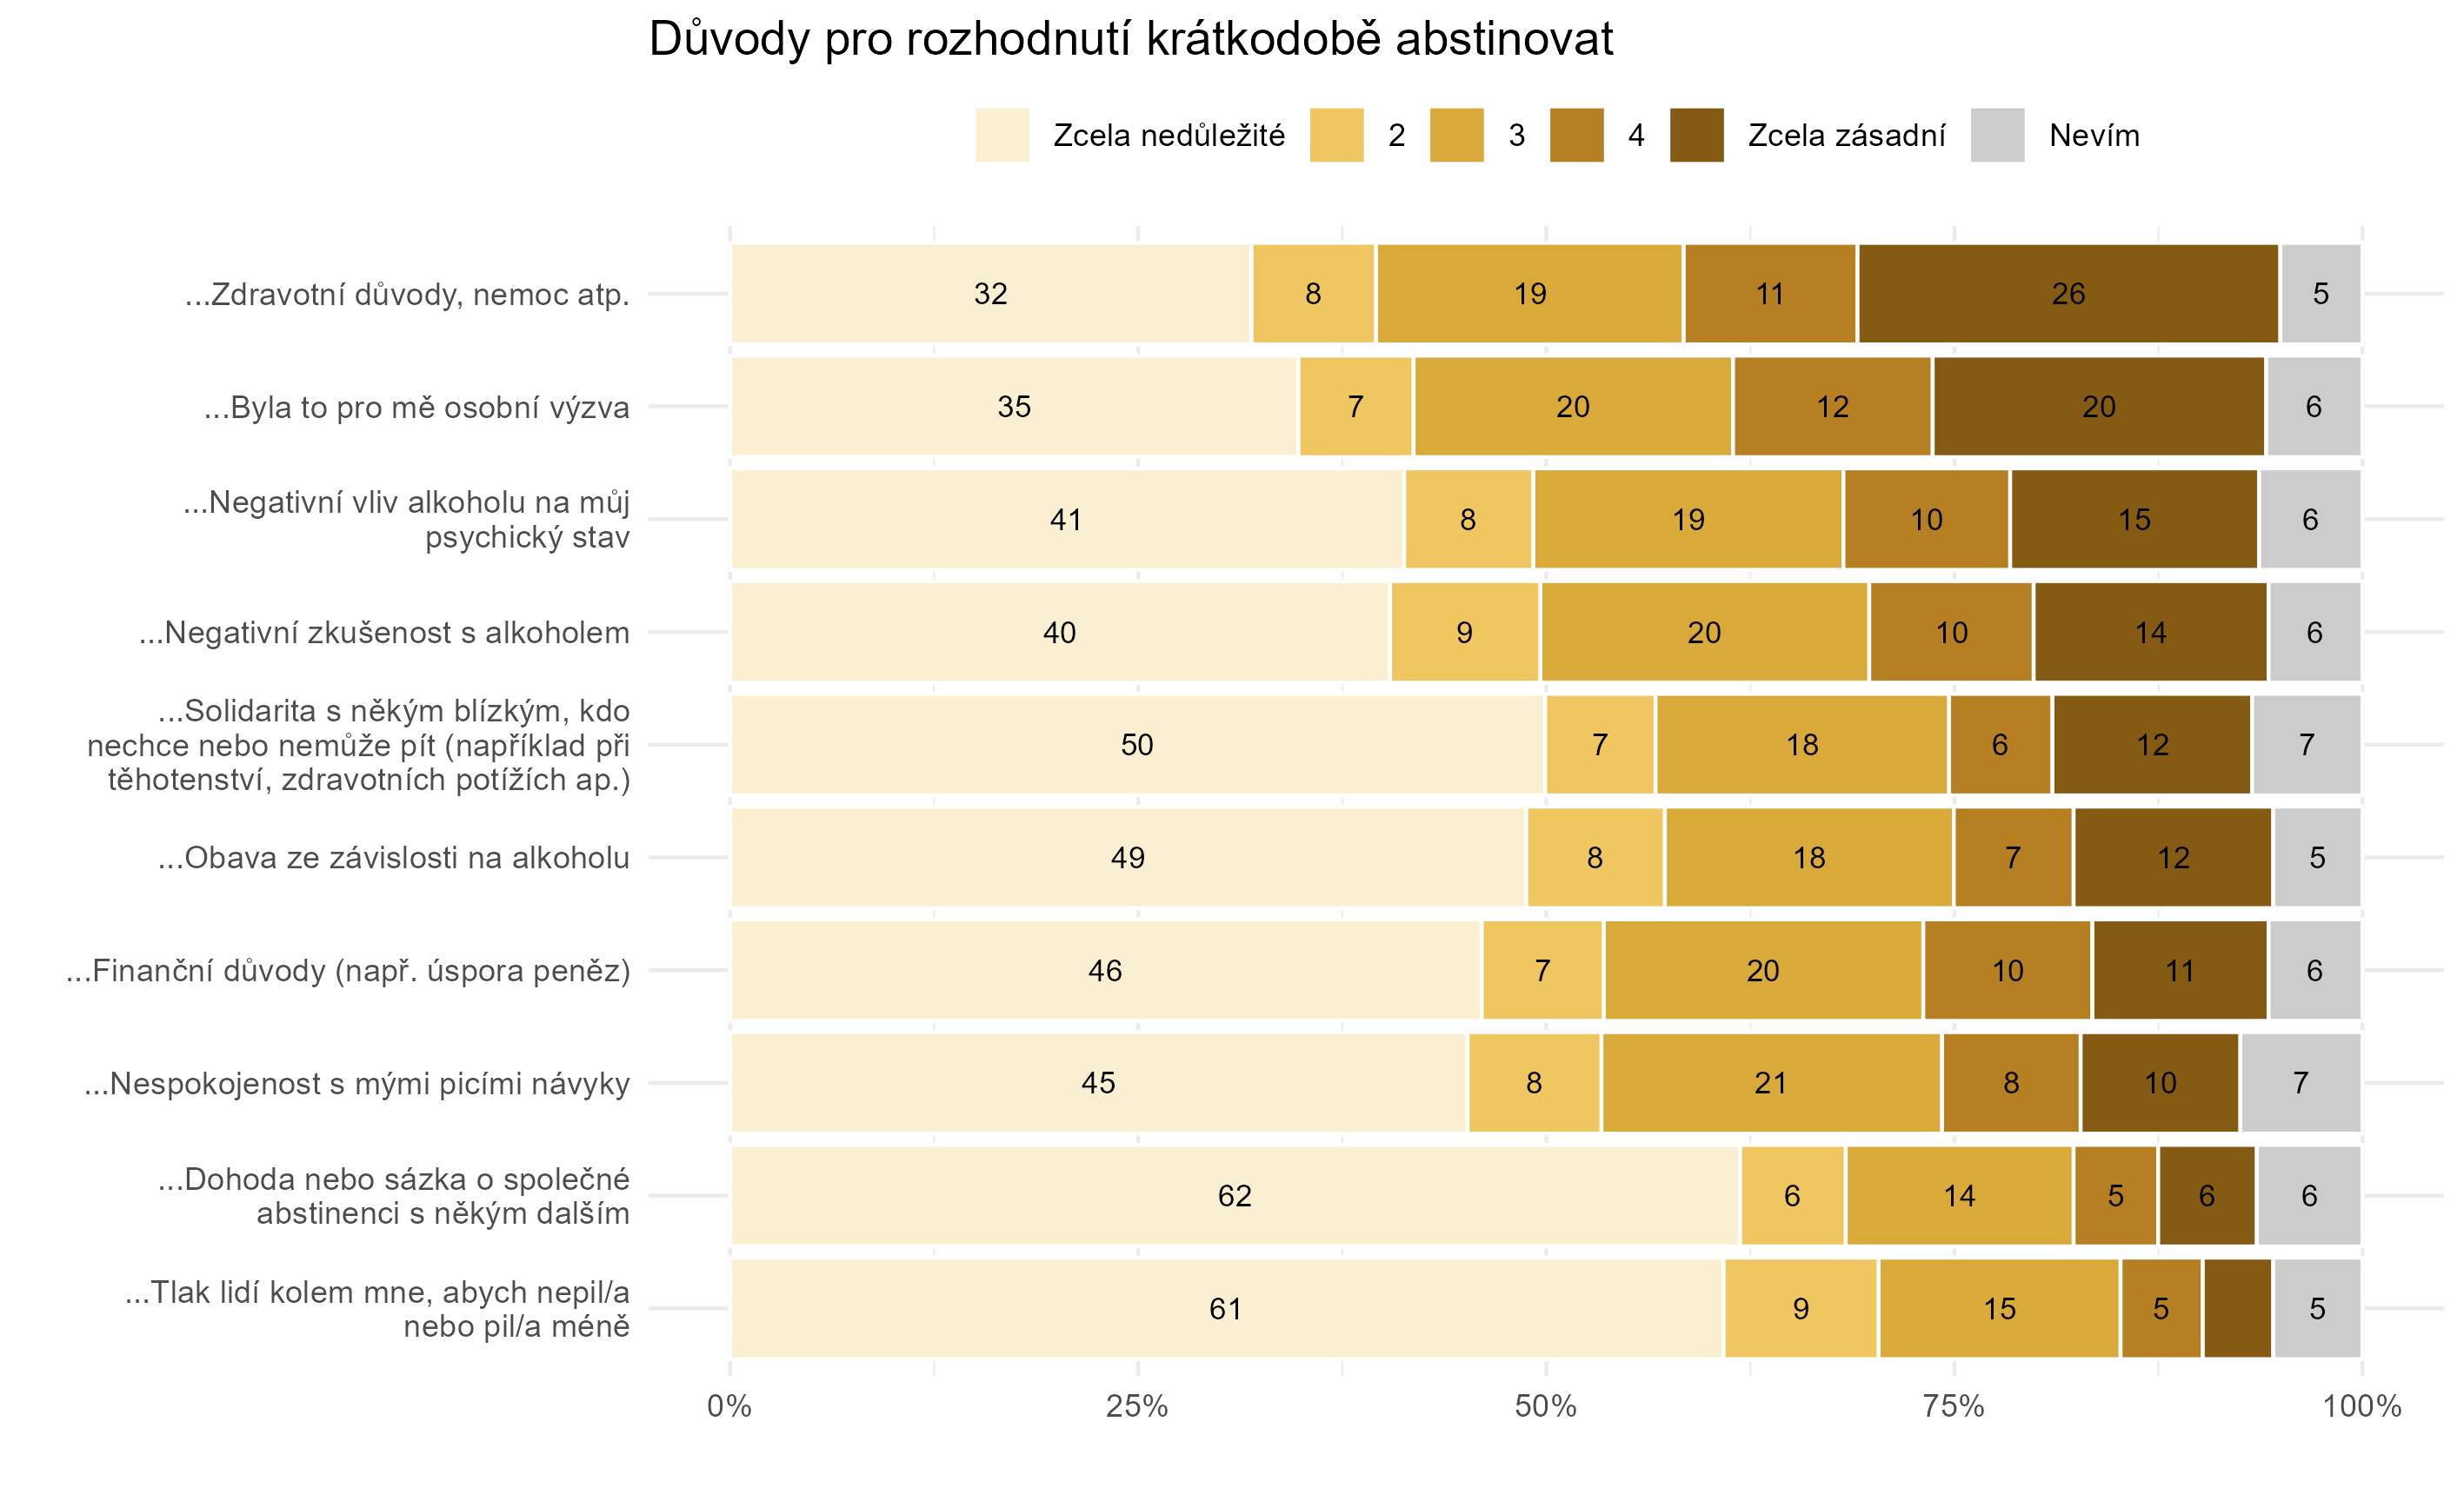 Důvody pro rozhodnutí krátkodobě abstinovat
Zcela nedůležité 2 3 4 Zcela zásadní Nevím
...Zdravotní důvody, nemoc atp. 32 8 19 11 26 5
...Byla to pro mě osobní výzva 35 7 20 12 20 6
...Negativní vliv alkoholu na můj
psychický stav
41 8 19 10 15 6
...Negativní zkušenost s alkoholem 40 9 20 10 14 6
...Solidarita s někým blízkým, kdo
nechce nebo nemůže pít (například při
těhotenství, zdravotních potížích ap.)
50 7 18 6 12 7
...Obava ze závislosti na alkoholu 49 8 18 7 12 5
...Finanční důvody (např. úspora peněz) 46 7 20 10 11 6
...Nespokojenost s mými picími návyky 45 8 21 8 10 7
...Dohoda nebo sázka o společné
abstinenci s někým dalším
62 6 14 5 6 6
...Tlak lidí kolem mne, abych nepil/a
nebo pil/a méně
61 9 15 5 5
0% 25% 50% 75% 100%